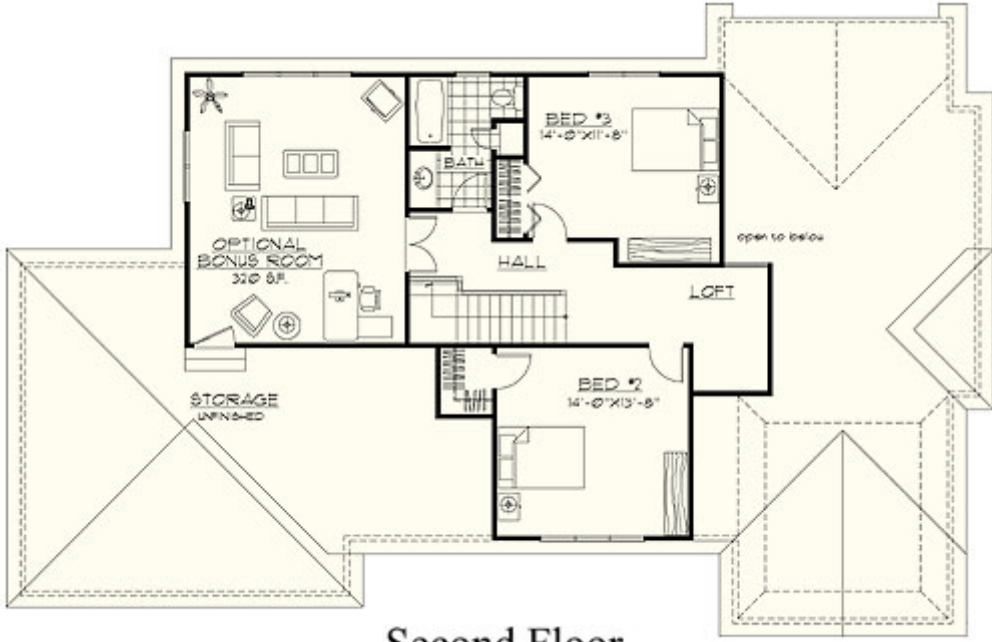 BED #3
14'-0"X11'-8"
BATH
OPTIONAL
BONUS ROOM
320 S.F.
HALL
open to below
LOFT
BED #2
14'-0"X13'-8"
STORAGE
UNFINISHED
Second Floor